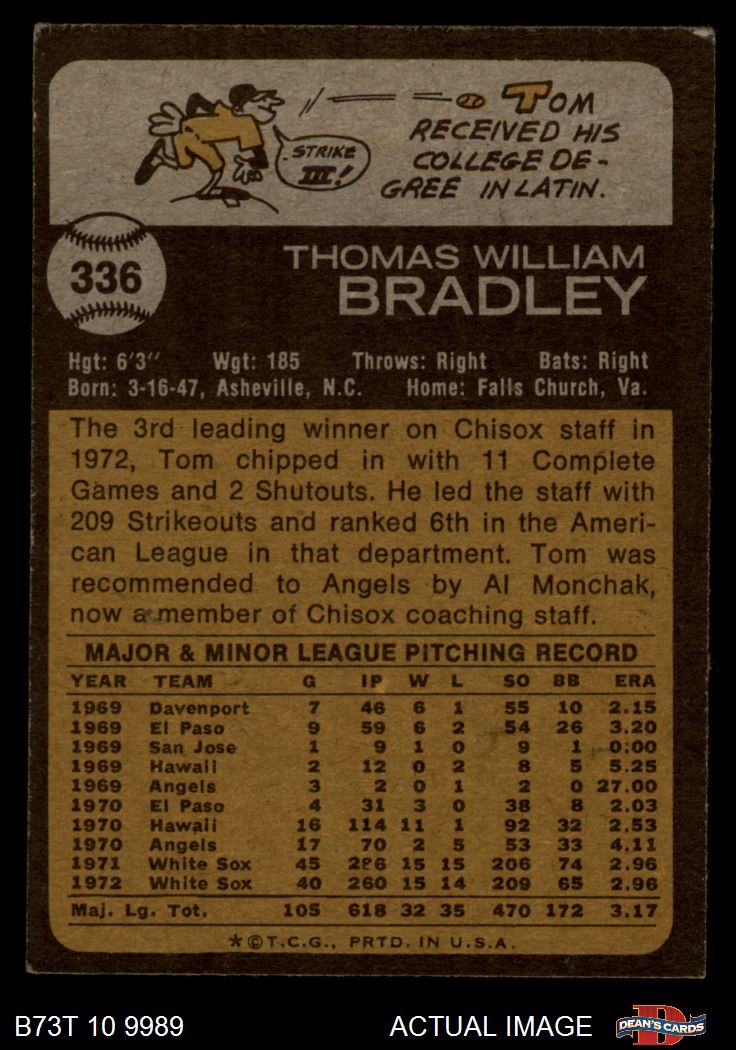 TOM
RECEIVED HIS
COLLEGE DE-
GREE IN LATIN.
STRIKE
III!
336
THOMAS WILLIAM
BRADLEY
Hgt: 6'3" Wgt: 185 Throws: Right Bats: Right
Born: 3-16-47, Asheville, N.C. Home: Falls Church, Va.
The 3rd leading winner on Chisox staff in
1972, Tom chipped in with 11 Complete
Games and 2 Shutouts. He led the staff with
209 Strikeouts and ranked 6th in the Ameri-
can League in that department. Tom was
recommended to Angels by Al Monchak,
now a member of Chisox coaching staff.
MAJOR & MINOR LEAGUE PITCHING RECORD
YEAR TEAM G IP W L SO BB ERA
1969 Davenport 7 46 6 1 55 10 2.15
1969 El Paso 9 59 6 2 54 26 3.20
1969 San Jose 1 9 1 0 9 1 0.00
1969 Hawaii 2 12 0 2 8 5 5.25
1969 Angels 3 2 0 1 2 0 27.00
1970 El Paso 4 31 3 0 38 8 2.03
1970 Hawaii 16 114 11 1 92 32 2.53
1970 Angels 17 70 2 5 53 33 4.11
1971 White Sox 45 286 15 15 206 74 2.96
1972 White Sox 40 260 15 14 209 65 2.96
Maj. Lg. Tot. 105 618 32 35 470 172 3.17
*©T.C.G., PRTD. IN U.S.A.
B73T 10 9989 ACTUAL IMAGE
D
DEAN'S CARDS